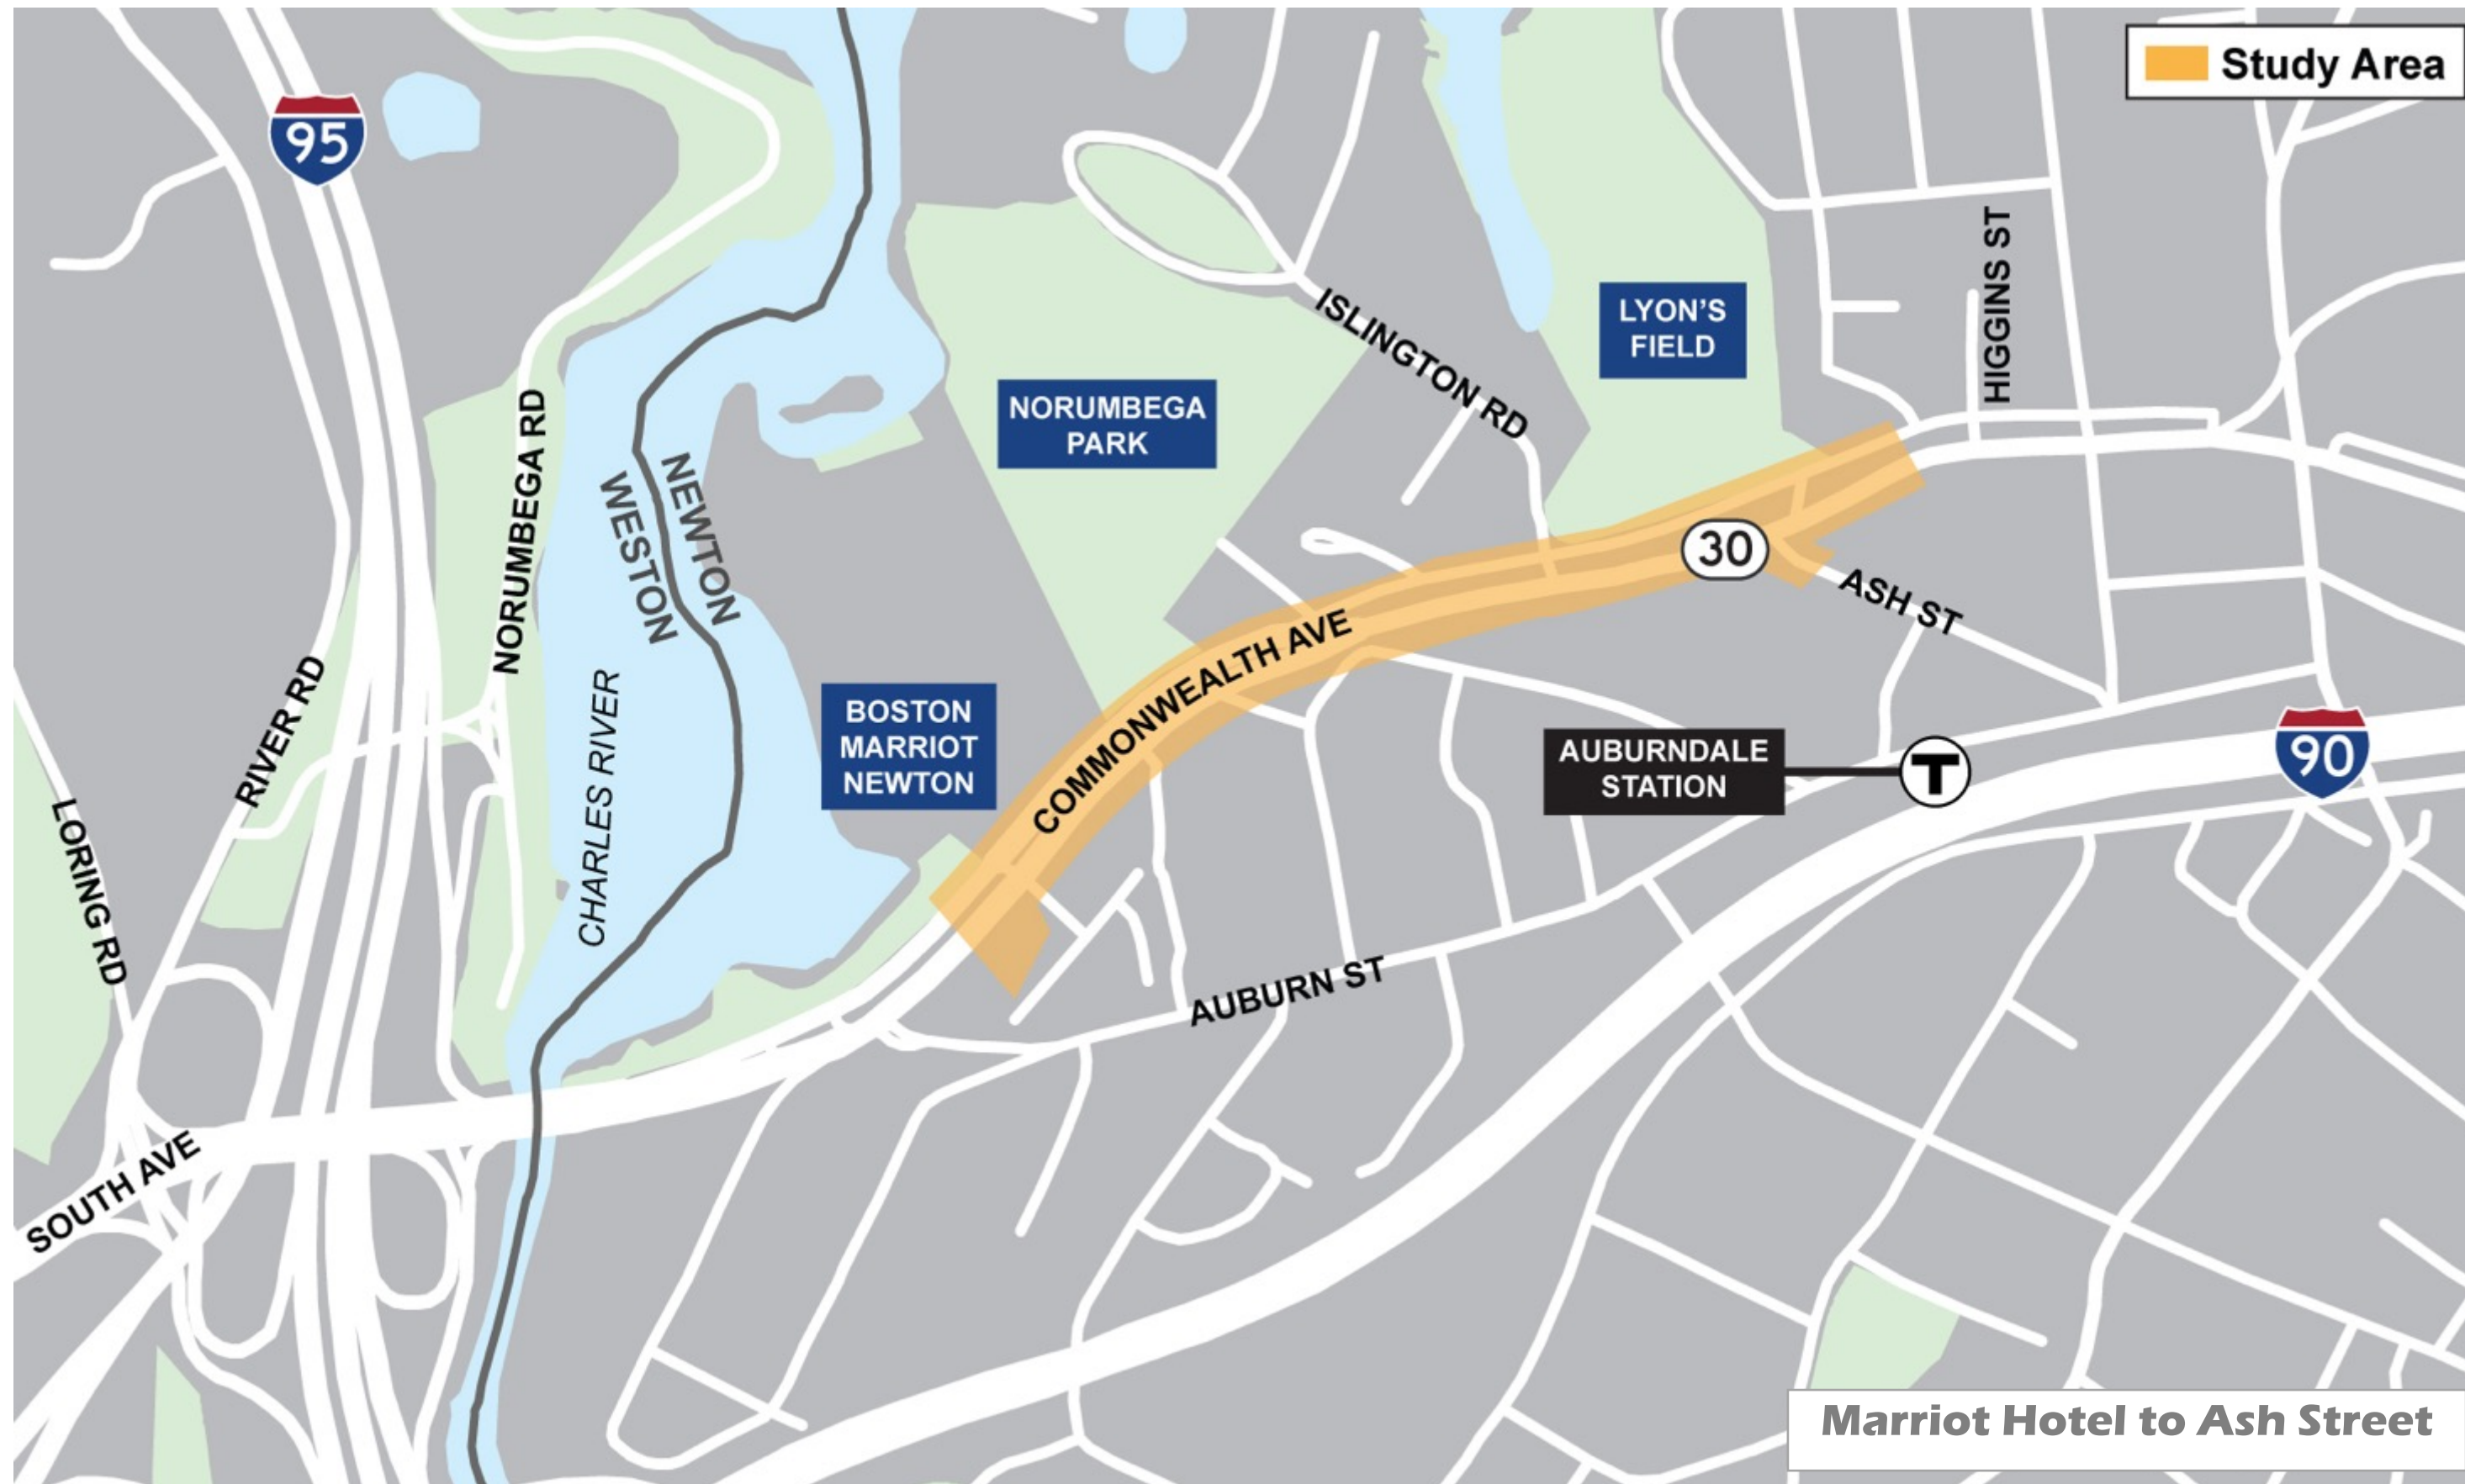 Study Area
95
HIGGINS ST
LYON'S
FIELD
ISLINGTON RD
NORUMBEGA
PARK
NORUMBEGA RD
NEWTON
WESTON
30
ASH ST
COMMONWEALTH AVE
RIVER RD
CHARLES RIVER
BOSTON
MARRIOT
NEWTON
AUBURNDALE
STATION
T
90
LORING RD
AUBURN ST
SOUTH AVE
Marriot Hotel to Ash Street